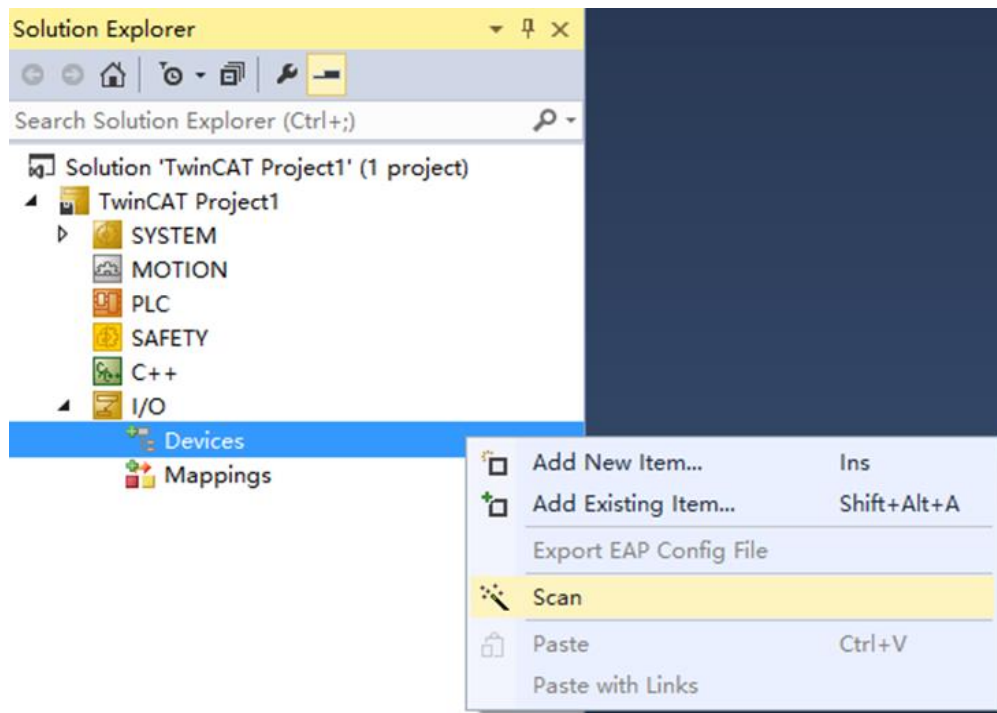 Solution Explorer
Search Solution Explorer (Ctrl+;)
Solution 'TwinCAT Project1' (1 project)
TwinCAT Project1
SYSTEM
MOTION
PLC
SAFETY
C++
I/O
Devices
Mappings
Add New Item... Ins
Add Existing Item... Shift+Alt+A
Export EAP Config File
Scan
Paste Ctrl+V
Paste with Links